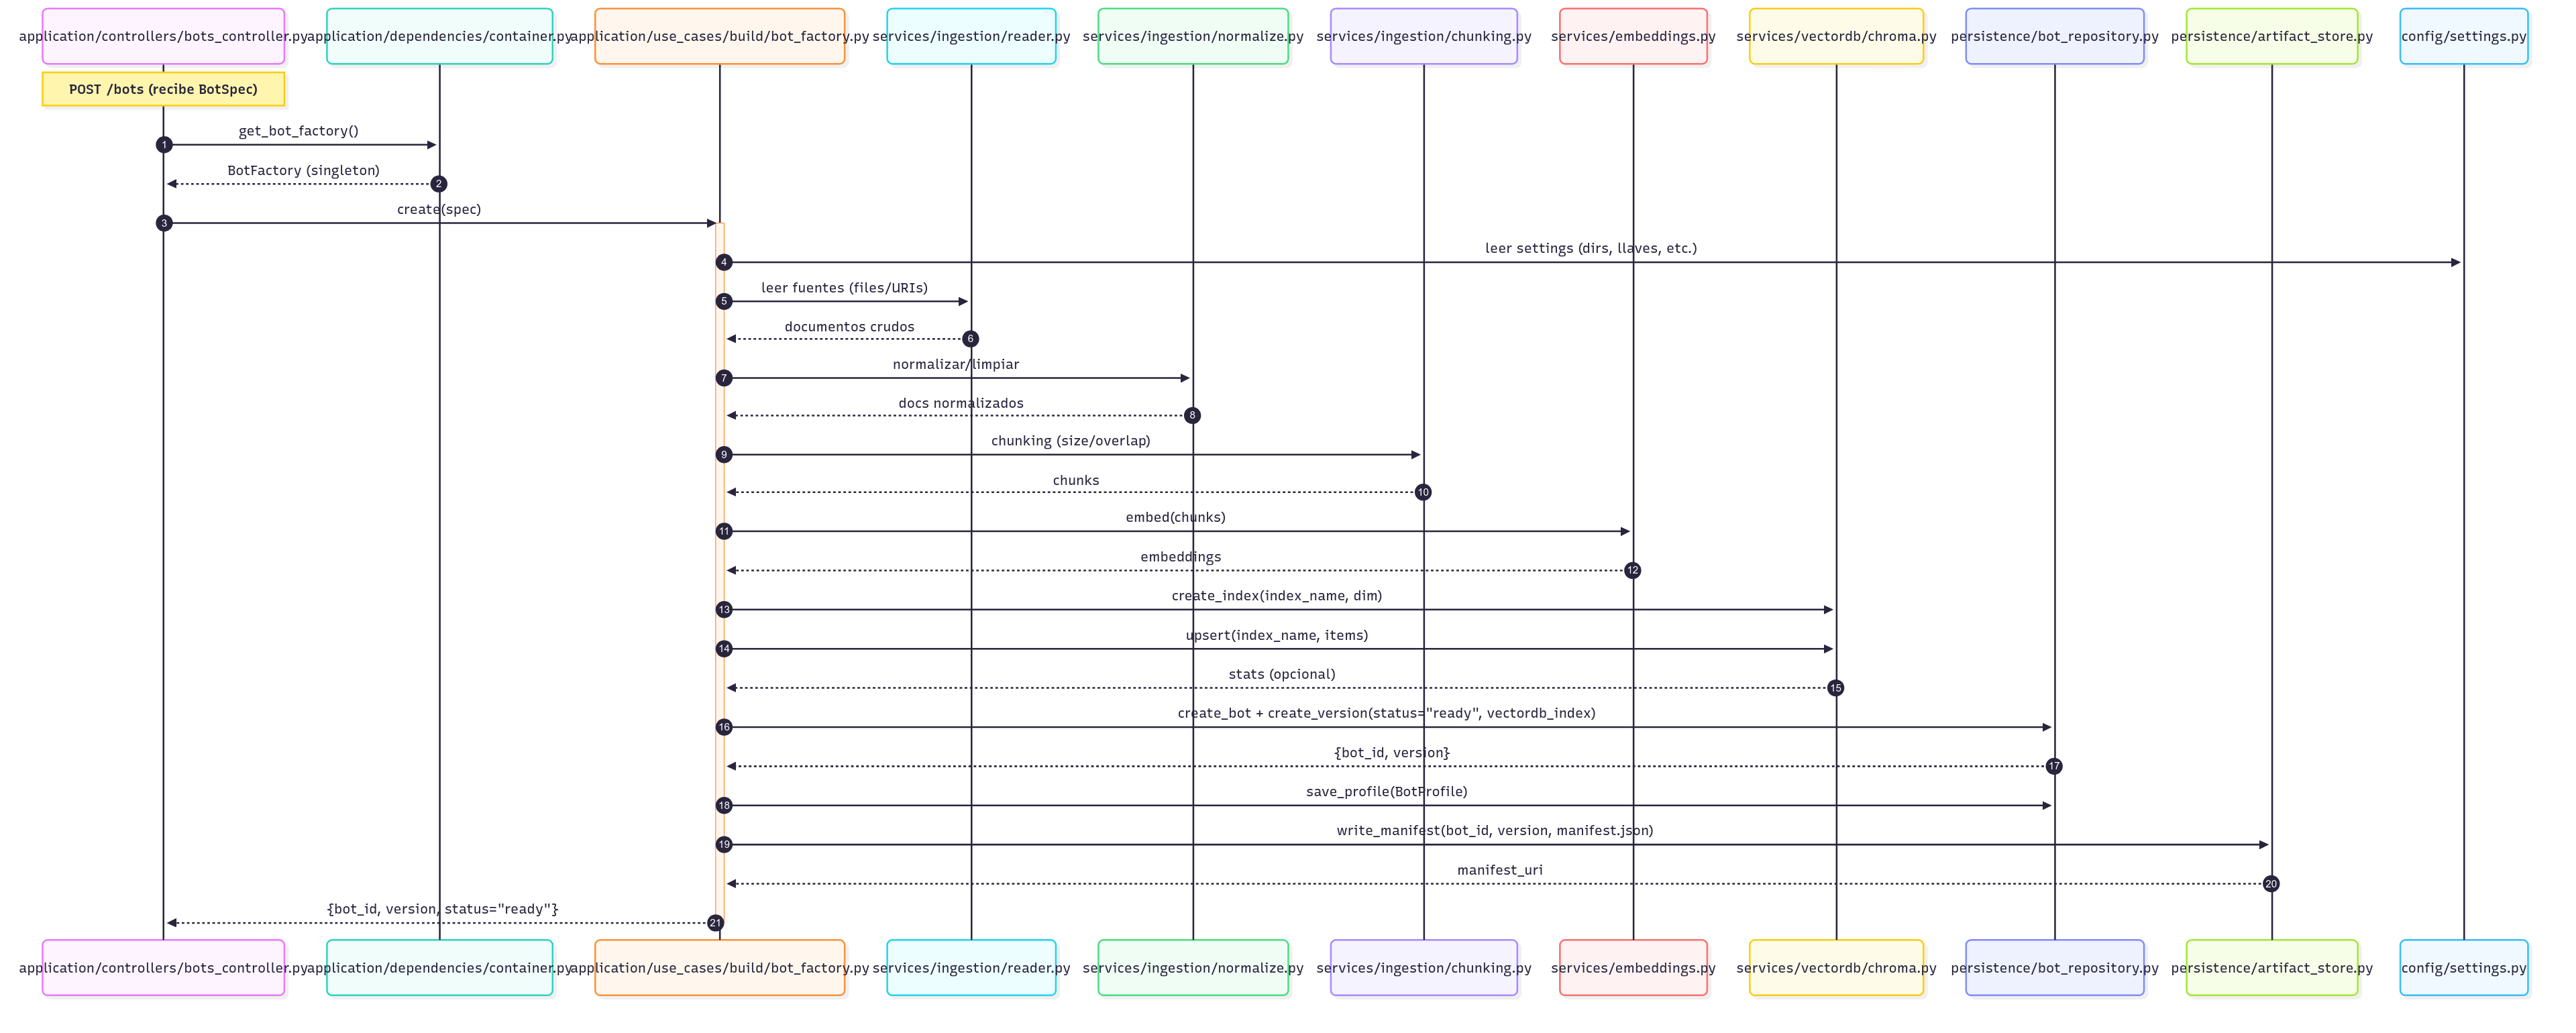 application/controllers/bots_controller.py
application/dependencies/container.py
application/use_cases/build/bot_factory.py
services/ingestion/reader.py
services/ingestion/normalize.py
services/ingestion/chunking.py
services/embeddings.py
services/vectordb/chroma.py
persistence/bot_repository.py
persistence/artifact_store.py
config/settings.py
POST /bots (recibe BotSpec)
get_bot_factory()
1
BotFactory (singleton)
2
create(spec)
3
leer settings (dirs, llaves, etc.)
4
leer fuentes (files/URIs)
5
documentos crudos
6
normalizar/limpiar
7
docs normalizados
8
chunking (size/overlap)
9
chunks
10
embed(chunks)
11
embeddings
12
create_index(index_name, dim)
13
upsert(index_name, items)
14
stats (opcional)
15
create_bot + create_version(status="ready", vectordb_index)
16
{bot_id, version}
17
save_profile(BotProfile)
18
write_manifest(bot_id, version, manifest.json)
19
manifest_uri
20
{bot_id, version, status="ready"}
21
application/controllers/bots_controller.py
application/dependencies/container.py
application/use_cases/build/bot_factory.py
services/ingestion/reader.py
services/ingestion/normalize.py
services/ingestion/chunking.py
services/embeddings.py
services/vectordb/chroma.py
persistence/bot_repository.py
persistence/artifact_store.py
config/settings.py